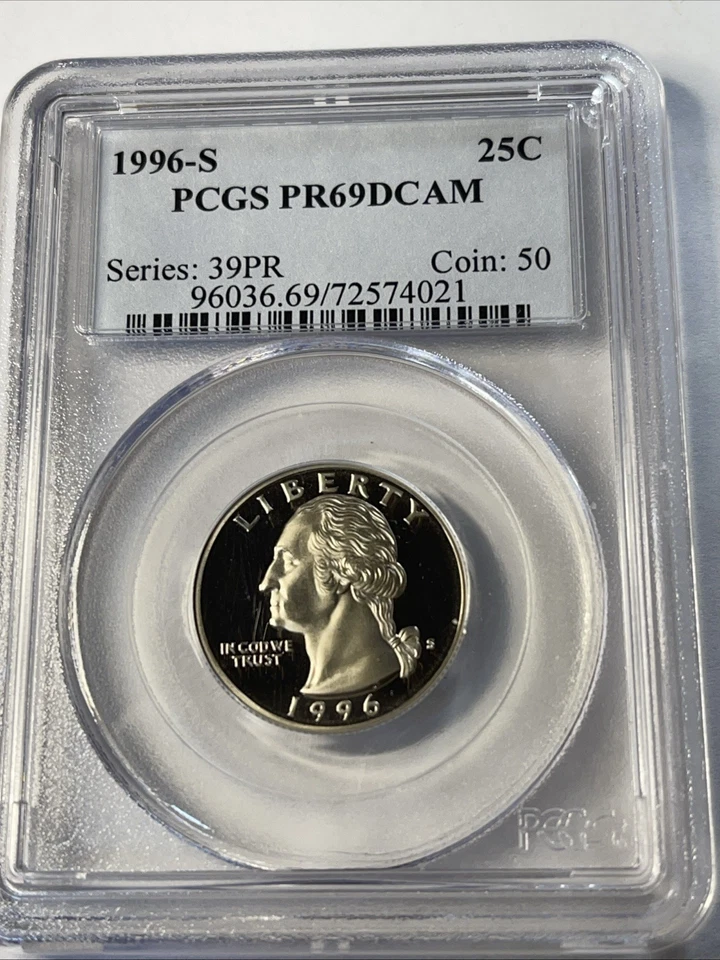 1996-S 25C
PCGS PR69DCAM
Series: 39PR Coin: 50
96036.69/72574021
LIBERTY
IN GOD WE
TRUST
S
1996
PCGS